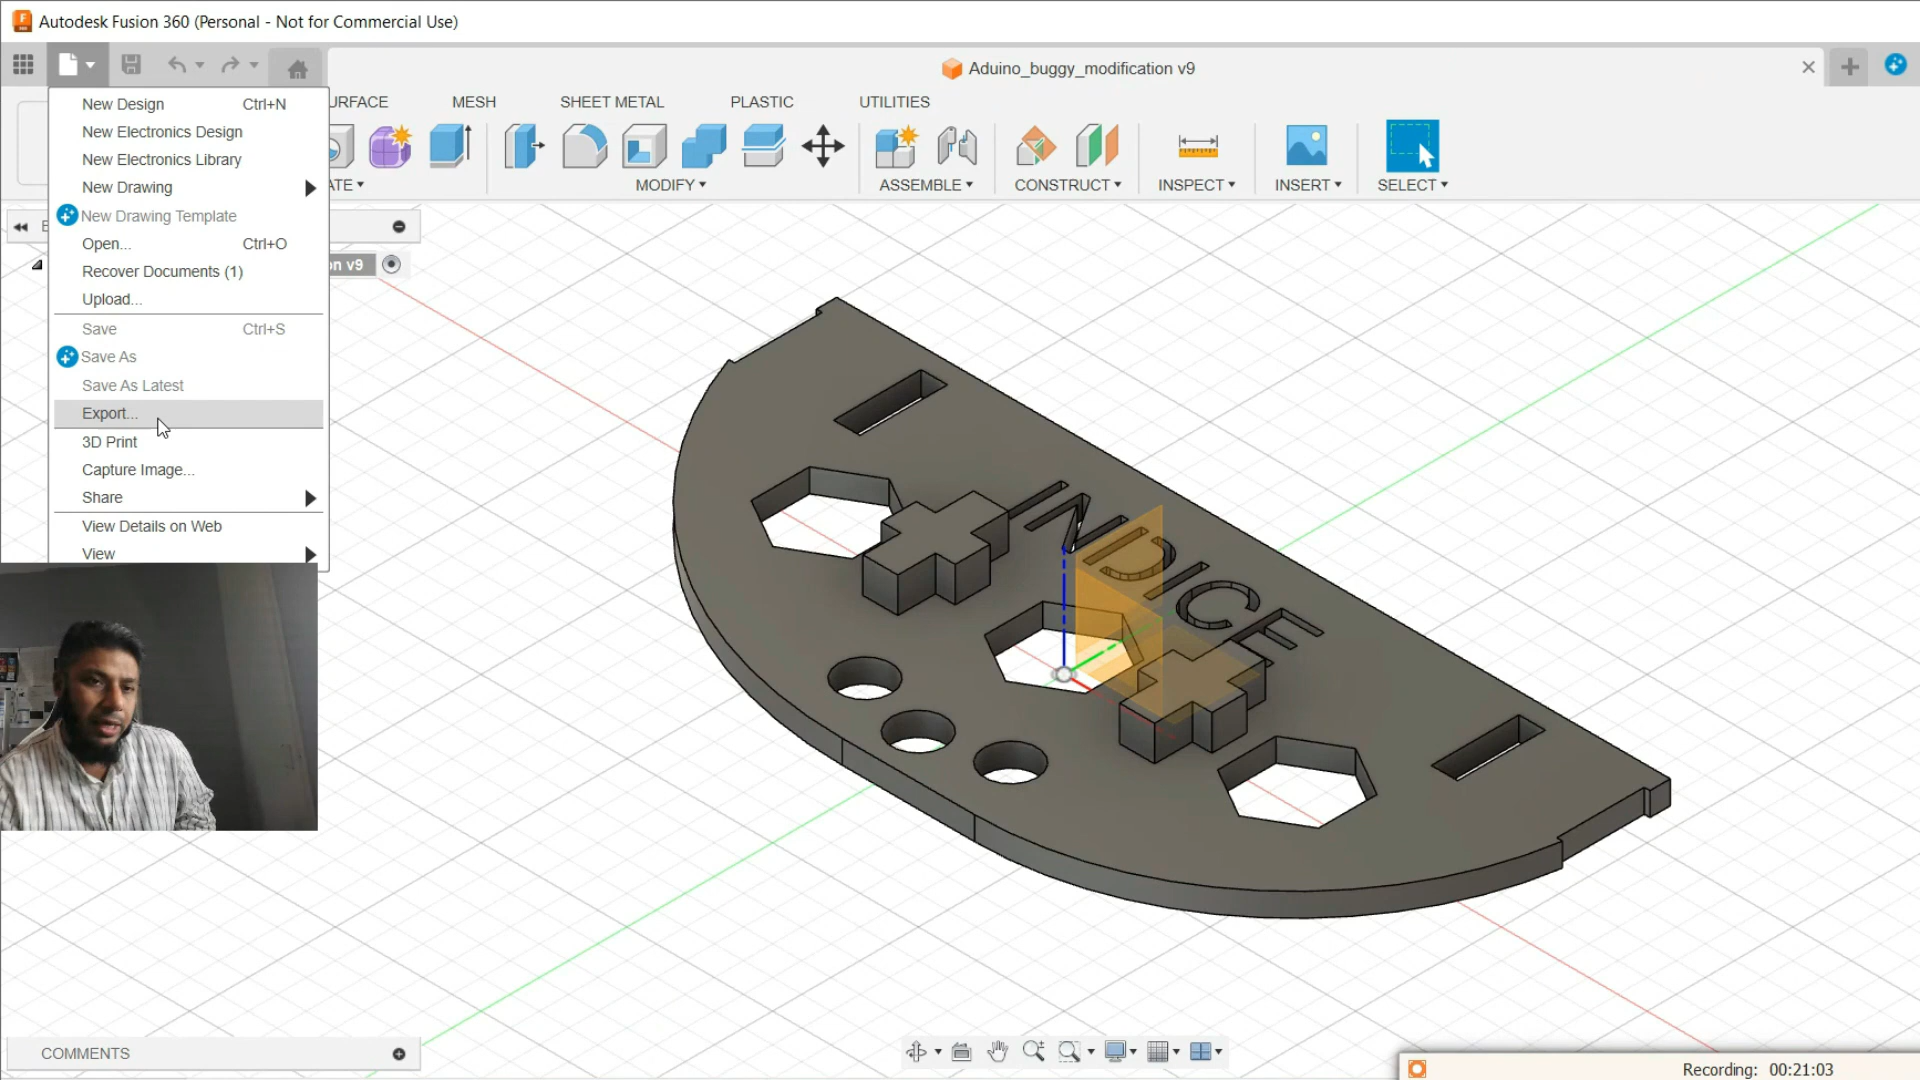 Autodesk Fusion 360 (Personal - Not for Commercial Use)
Aduino_buggy_modification v9
New Design Ctrl+N
New Electronics Design
New Electronics Library
New Drawing
New Drawing Template
Open... Ctrl+O
Recover Documents (1)
Upload...
Save Ctrl+S
Save As
Save As Latest
Export...
3D Print
Capture Image...
Share
View Details on Web
View
URFACE MESH SHEET METAL PLASTIC UTILITIES
ATE MODIFY ASSEMBLE CONSTRUCT INSPECT INSERT SELECT
on v9
INDICE
COMMENTS
Recording: 00:21:03